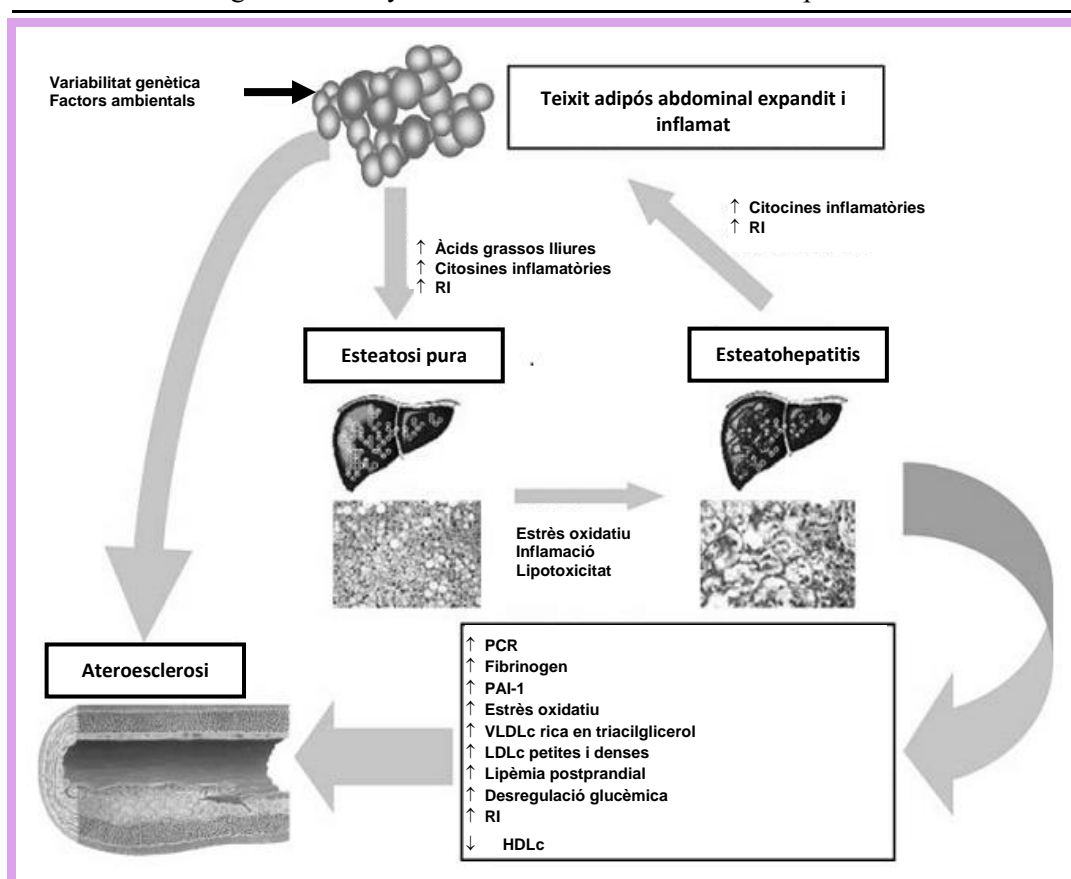 Variabilitat genètica
Factors ambientals
Teixit adipós abdominal expandit i
inflamat
↑ Citocines inflamatòries
↑ RI
↑ Àcids grassos lliures
↑ Citosines inflamatòries
↑ RI
Esteatosi pura
Esteatohepatitis
Estrès oxidatiu
Inflamació
Lipotoxicitat
Ateroesclerosi
↑ PCR
↑ Fibrinogen
↑ PAI-1
↑ Estrès oxidatiu
↑ VLDLc rica en triacilglicerol
↑ LDLc petites i denses
↑ Lipèmia postprandial
↑ Desregulació glucèmica
↑ RI
↓ HDLc